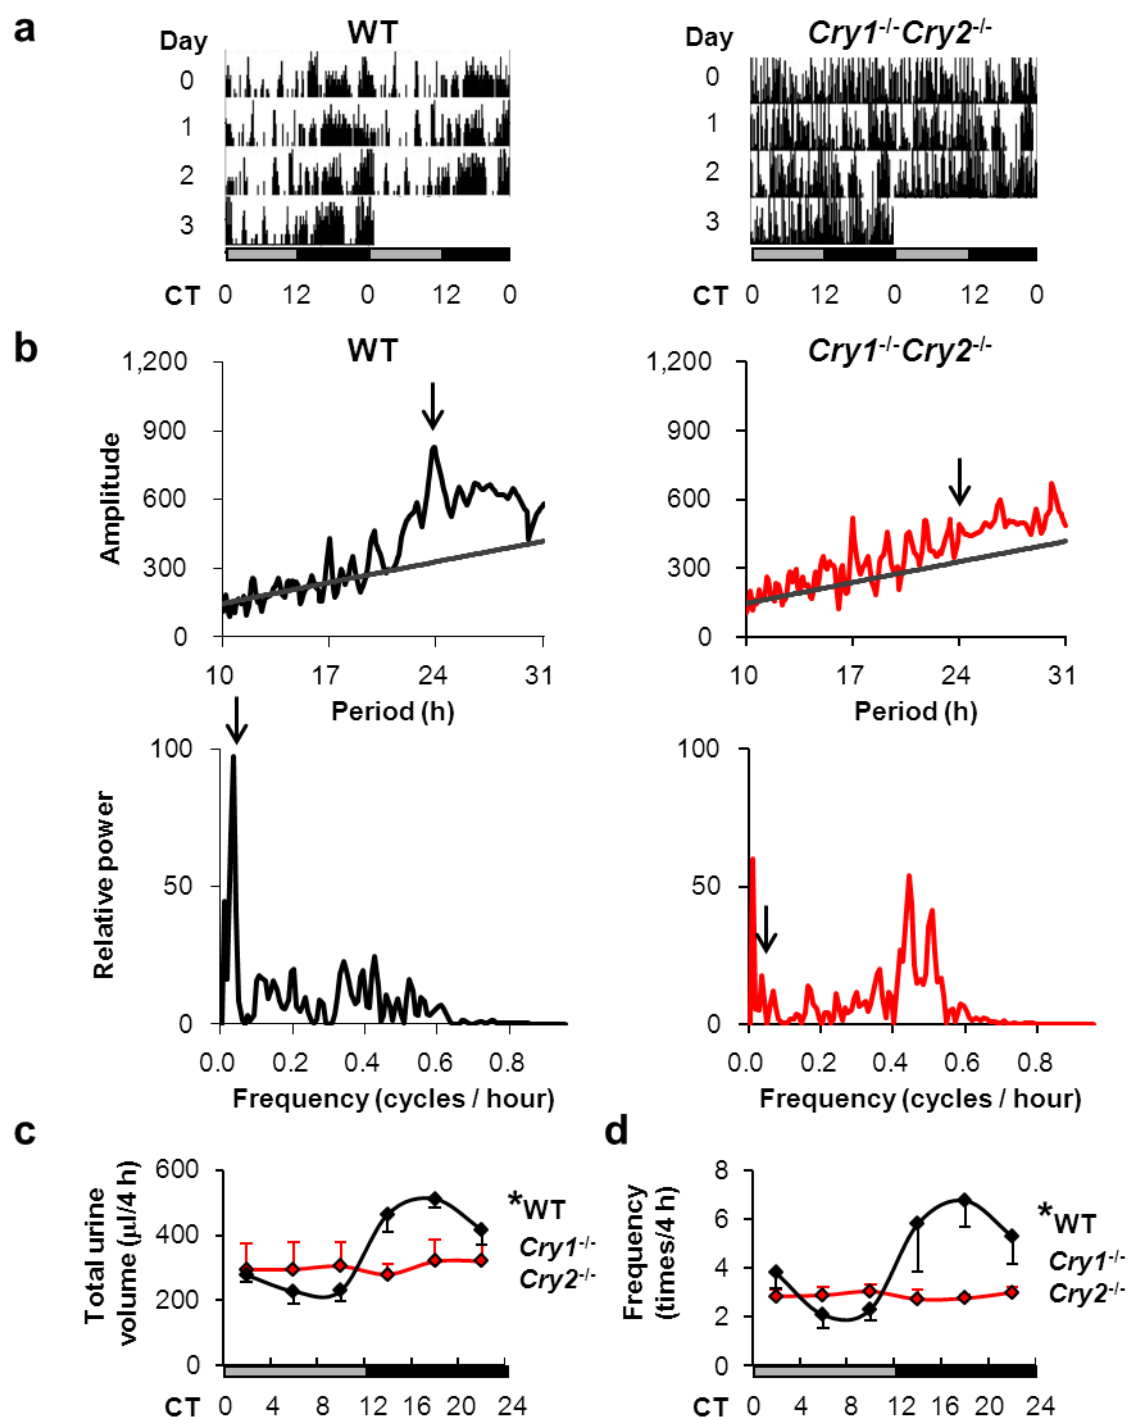 a
WT
Cry1-/-Cry2-/-
Day
Day
0
1
2
3
0
1
2
3
CT 0 12 0 12 0
CT 0 12 0 12 0
b
WT
Cry1-/-Cry2-/-
Amplitude
1,200
900
600
300
0
10 17 24 31
Period (h)
1,200
900
600
300
0
10 17 24 31
Period (h)
Relative power
100
50
0
0.0 0.2 0.4 0.6 0.8
Frequency (cycles / hour)
100
50
0
0.0 0.2 0.4 0.6 0.8
Frequency (cycles / hour)
c
Total urine
volume (μl/4 h)
600
400
200
0
*WT
Cry1-/-
Cry2-/-
CT 0 4 8 12 16 20 24
d
Frequency
(times/4 h)
8
6
4
2
0
*WT
Cry1-/-
Cry2-/-
CT 0 4 8 12 16 20 24